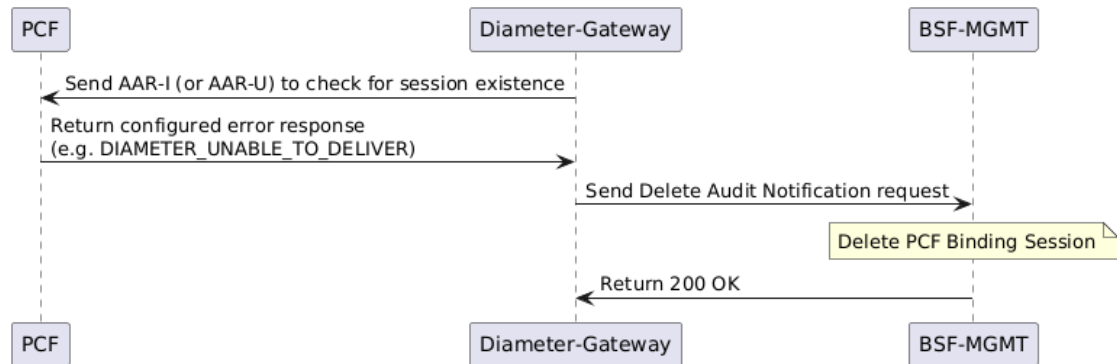 PCF
Diameter-Gateway
BSF-MGMT
Send AAR-I (or AAR-U) to check for session existence
Return configured error response
(e.g. DIAMETER_UNABLE_TO_DELIVER)
Send Delete Audit Notification request
Delete PCF Binding Session
Return 200 OK
PCF
Diameter-Gateway
BSF-MGMT